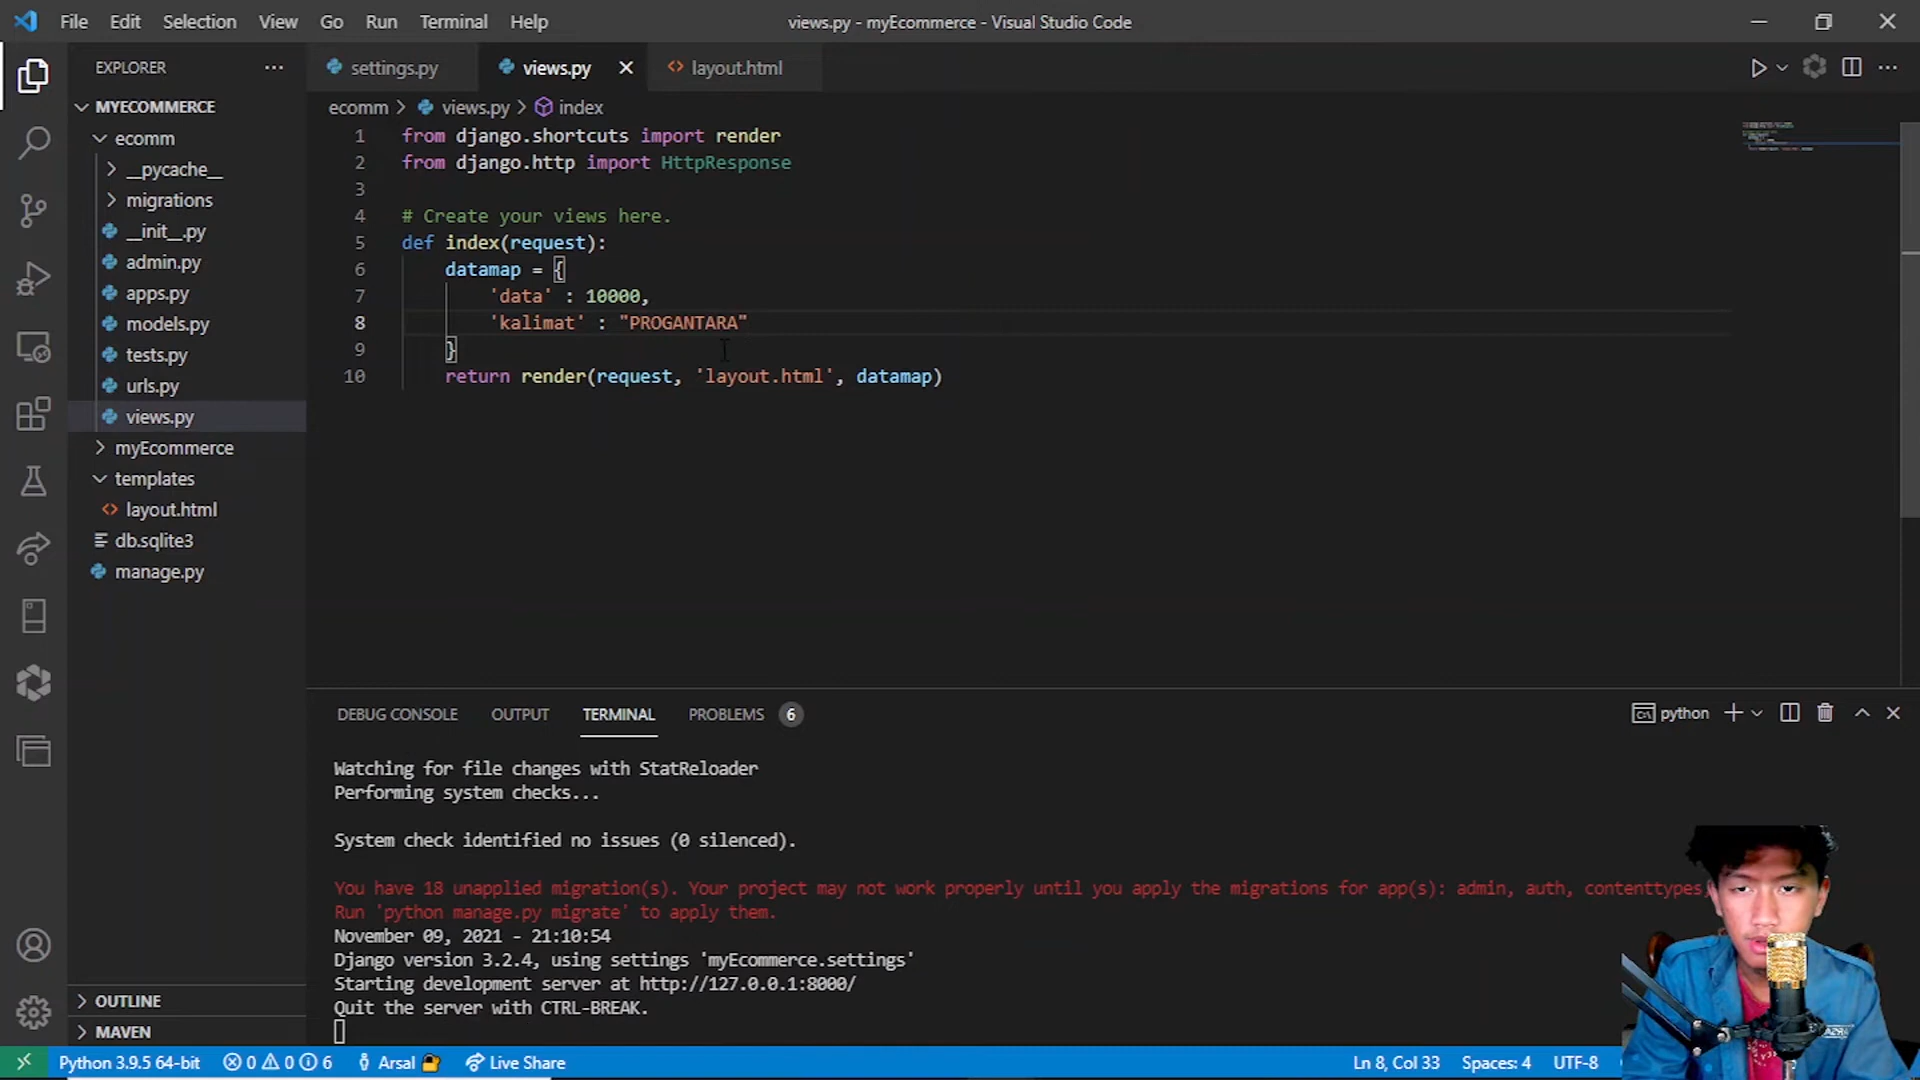 File Edit Selection View Go Run Terminal Help
views.py - myEcommerce - Visual Studio Code
EXPLORER
MYECOMMERCE
ecomm
__pycache__
migrations
__init__.py
admin.py
apps.py
models.py
tests.py
urls.py
views.py
myEcommerce
templates
layout.html
db.sqlite3
manage.py
OUTLINE
MAVEN
settings.py views.py layout.html
ecomm > views.py > index
1 from django.shortcuts import render
2 from django.http import HttpResponse
3
4 # Create your views here.
5 def index(request):
6 datamap = {
7 'data' : 10000,
8 'kalimat' : "PROGANTARA"
9 }
10 return render(request, 'layout.html', datamap)
DEBUG CONSOLE OUTPUT TERMINAL PROBLEMS 6
python
Watching for file changes with StatReloader
Performing system checks...
System check identified no issues (0 silenced).
You have 18 unapplied migration(s). Your project may not work properly until you apply the migrations for app(s): admin, auth, contenttypes,
Run 'python manage.py migrate' to apply them.
November 09, 2021 - 21:10:54
Django version 3.2.4, using settings 'myEcommerce.settings'
Starting development server at http://127.0.0.1:8000/
Quit the server with CTRL-BREAK.
Python 3.9.5 64-bit 0 0 6 Arsal Live Share
Ln 8, Col 33 Spaces: 4 UTF-8